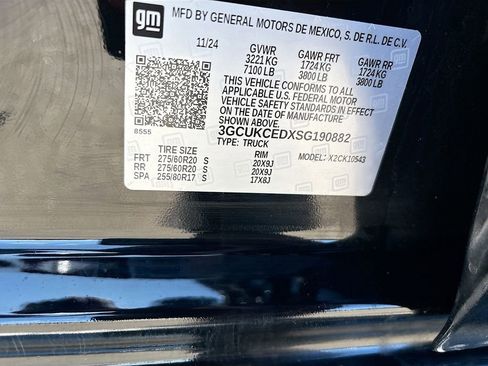 gm
MFD BY GENERAL MOTORS DE MEXICO, S. DE R.L. DE C.V.
11/24 GVWR GAWR FRT GAWR RR
3221 KG 1724 KG 1724 KG
7100 LB 3800 LB 3800 LB
THIS VEHICLE CONFORMS TO ALL
APPLICABLE U.S. FEDERAL MOTOR
VEHICLE SAFETY STANDARDS IN EFFECT
ON THE DATE OF MANUFACTURE SHOWN ABOVE.
3GCUKCEDXSG190882
8555 TYPE: TRUCK
TIRE SIZE RIM MODEL: X2CK10543
FRT 275/60R20 S 20X9J
RR 275/60R20 S 20X9J
SPA 255/80R17 S 17X8J